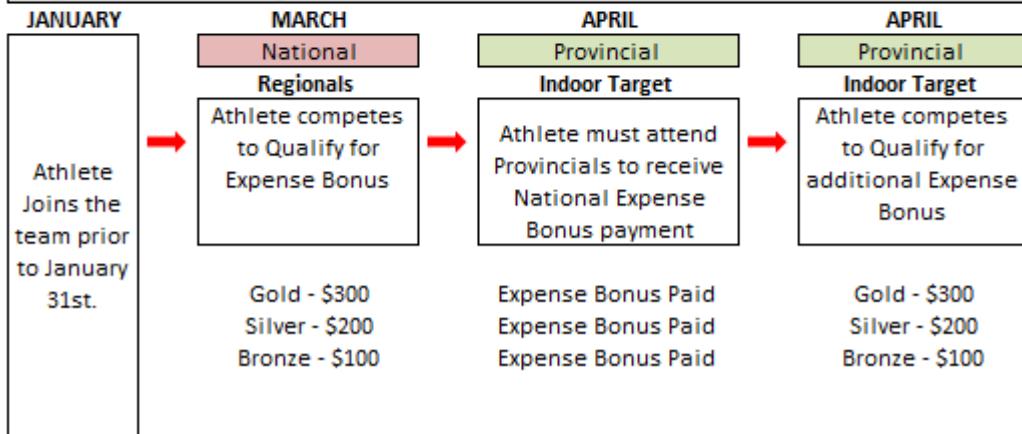 JANUARY
Athlete
Joins the
team prior
to January
31st.
MARCH
National
Regionals
Athlete competes
to Qualify for
Expense Bonus
Gold - $300
Silver - $200
Bronze - $100
APRIL
Provincial
Indoor Target
Athlete must attend
Provincials to receive
National Expense
Bonus payment
Expense Bonus Paid
Expense Bonus Paid
Expense Bonus Paid
APRIL
Provincial
Indoor Target
Athlete competes
to Qualify for
additional Expense
Bonus
Gold - $300
Silver - $200
Bronze - $100